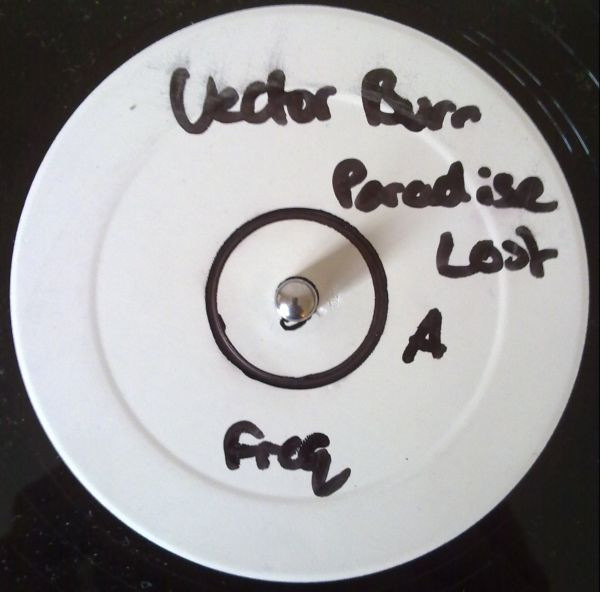 Vector Burn
Paradise
Lost
A
Freq